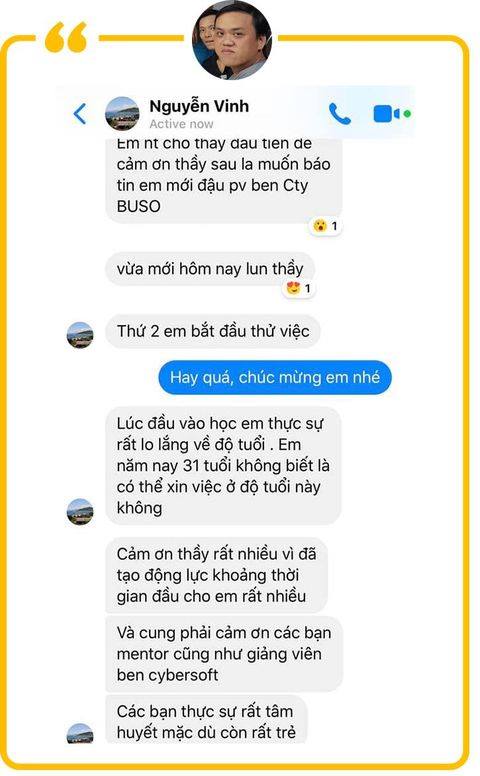 Nguyễn Vinh
Active now
Em nt cho thầy đầu tiên để
cảm ơn thầy sau la muốn báo
tin em mới đậu pv ben Cty
BUSO
1
vừa mới hôm nay lun thầy
1
Thứ 2 em bắt đầu thử việc
Hay quá, chúc mừng em nhé
Lúc đầu vào học em thực sự
rất lo lắng về độ tuổi . Em
năm nay 31 tuổi không biết là
có thể xin việc ở độ tuổi này
không
Cảm ơn thầy rất nhiều vì đã
tạo động lực khoảng thời
gian đầu cho em rất nhiều
Và cung phải cảm ơn các bạn
mentor cũng như giảng viên
ben cybersoft
Các bạn thực sự rất tâm
huyết mặc dù còn rất trẻ